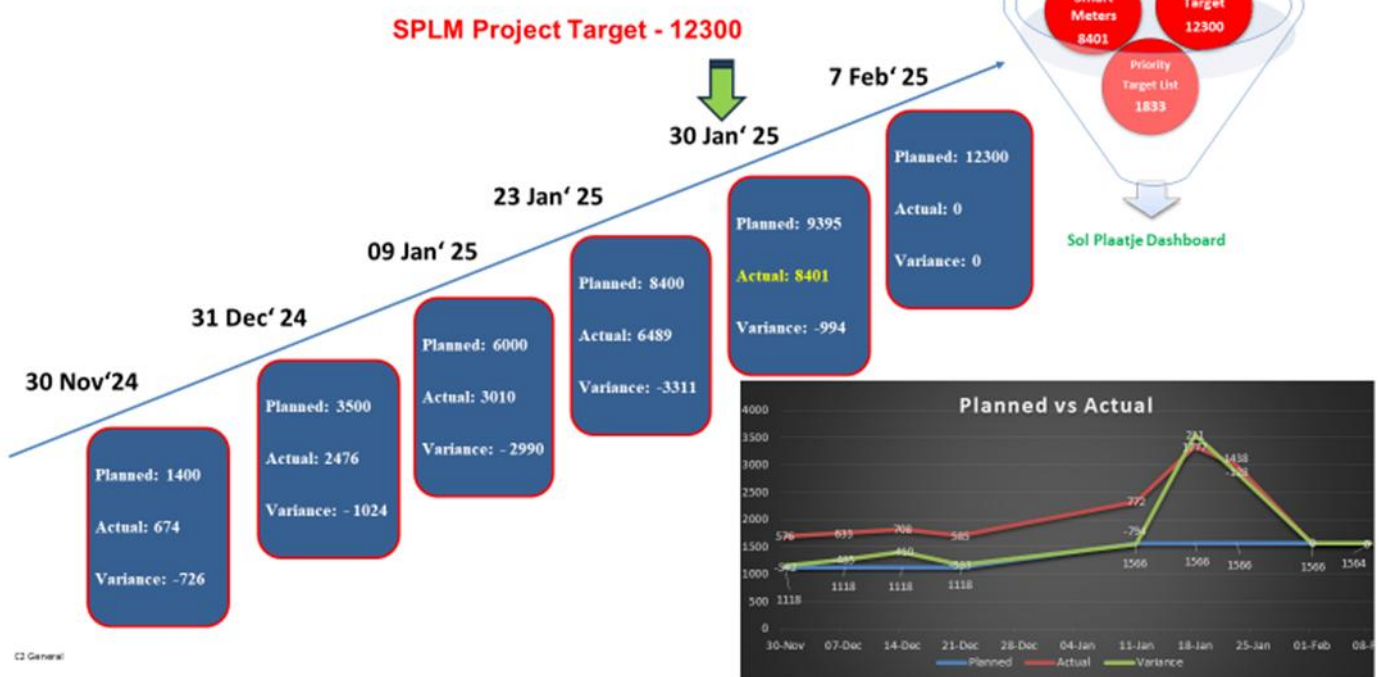 SPLM Project Target - 12300
Meters
8401
Target
12300
Priority
Target List
1833
Sol Plaatje Dashboard
30 Nov‘24
Planned: 1400
Actual: 674
Variance: -726
31 Dec‘ 24
Planned: 3500
Actual: 2476
Variance: - 1024
09 Jan‘ 25
Planned: 6000
Actual: 3010
Variance: - 2990
23 Jan‘ 25
Planned: 8400
Actual: 6489
Variance: -3311
30 Jan‘ 25
Planned: 9395
Actual: 8401
Variance: -994
7 Feb‘ 25
Planned: 12300
Actual: 0
Variance: 0
Planned vs Actual
4000
3500
3000
2500
2000
1500
1000
500
0
576
633
706
585
772
1438
1118
1118
1118
1118
1566
1566
1566
1566
1564
30-Nov
07-Dec
14-Dec
21-Dec
28-Dec
04-Jan
11-Jan
18-Jan
25-Jan
01-Feb
Planned
Actual
Variance
C2 General